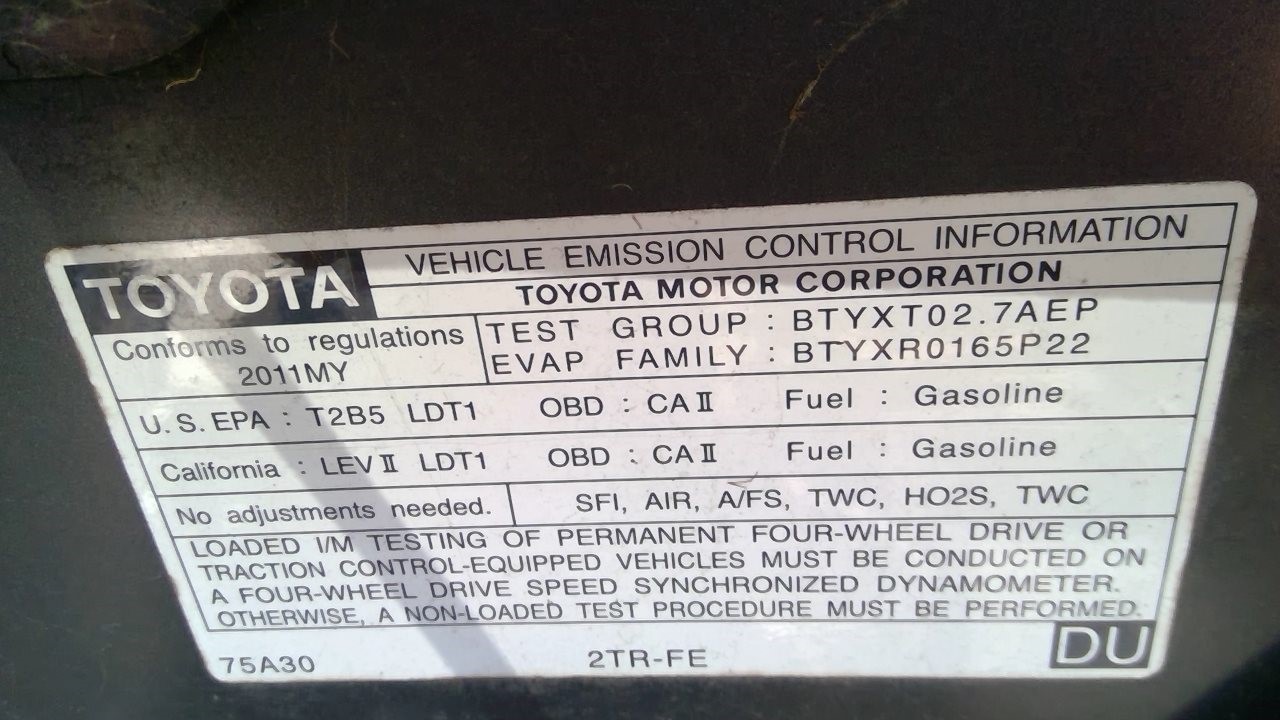 TOYOTA
VEHICLE EMISSION CONTROL INFORMATION
TOYOTA MOTOR CORPORATION
Conforms to regulations
2011MY
TEST GROUP : BTYXT02.7AEP
EVAP FAMILY : BTYXR0165P22
U.S. EPA : T2B5 LDT1 OBD : CAⅡ Fuel : Gasoline
California : LEVⅡ LDT1 OBD : CAⅡ Fuel : Gasoline
No adjustments needed.
SFI, AIR, A/FS, TWC, HO2S, TWC
LOADED I/M TESTING OF PERMANENT FOUR-WHEEL DRIVE OR
TRACTION CONTROL-EQUIPPED VEHICLES MUST BE CONDUCTED ON
A FOUR-WHEEL DRIVE SPEED SYNCHRONIZED DYNAMOMETER.
OTHERWISE, A NON-LOADED TEST PROCEDURE MUST BE PERFORMED.
75A30 2TR-FE DU